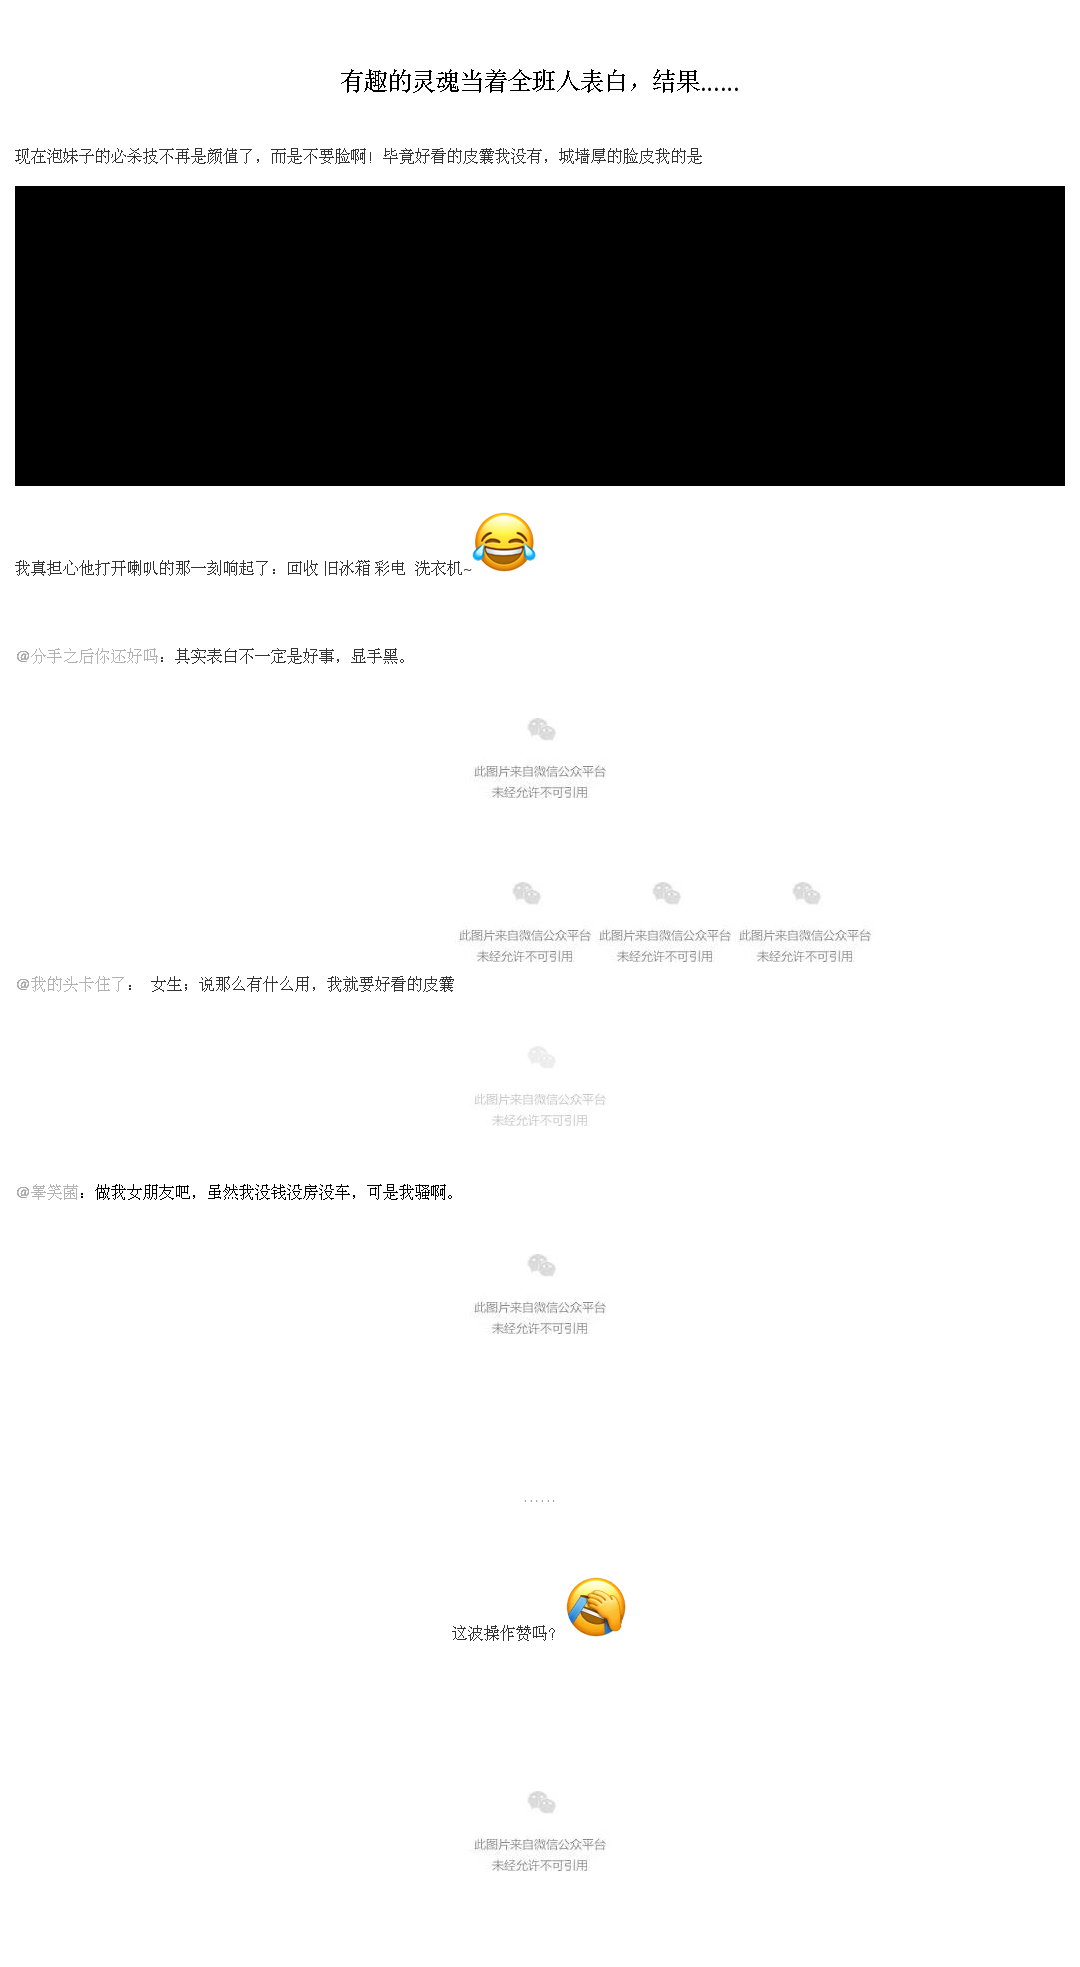 有趣的灵魂当着全班人表白，结果……
现在泡妹子的必杀技不再是颜值了，而是不要脸啊！毕竟好看的皮囊我没有，城墙厚的脸皮我的是
我真担心他打开喇叭的那一刻响起了：回收 旧冰箱 彩电  洗衣机~
@分手之后你还好吗：其实表白不一定是好事，显手黑。
此图片来自微信公众平台
未经允许不可引用
此图片来自微信公众平台 此图片来自微信公众平台 此图片来自微信公众平台
未经允许不可引用 未经允许不可引用 未经允许不可引用
@我的头卡住了： 女生；说那么有什么用，我就要好看的皮囊
此图片来自微信公众平台
未经允许不可引用
@睾笑菌：做我女朋友吧，虽然我没钱没房没车，可是我骚啊。
此图片来自微信公众平台
未经允许不可引用
……
这波操作赞吗？
此图片来自微信公众平台
未经允许不可引用